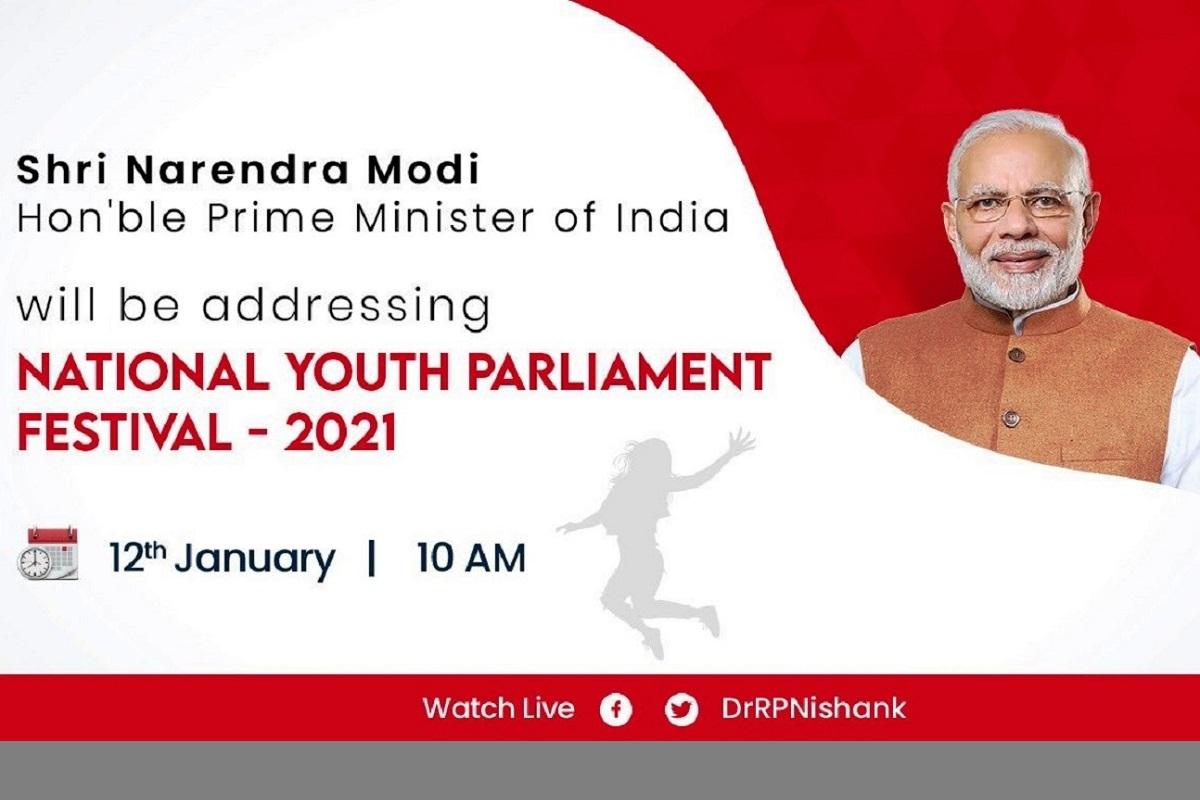 Shri Narendra Modi
Hon'ble Prime Minister of India
will be addressing
NATIONAL YOUTH PARLIAMENT
FESTIVAL - 2021
12th January | 10 AM
Watch Live DrRPNishank